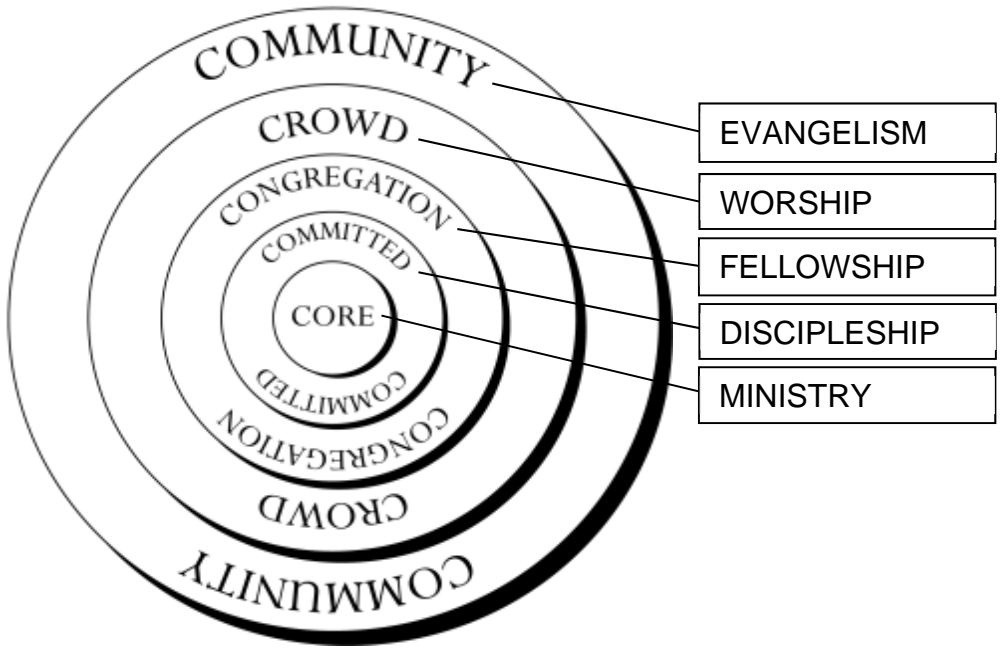 COMMUNITY
CROWD
CONGREGATION
COMMITTED
CORE
COMMITTED
CONGREGATION
CROWD
COMMUNITY
EVANGELISM
WORSHIP
FELLOWSHIP
DISCIPLESHIP
MINISTRY